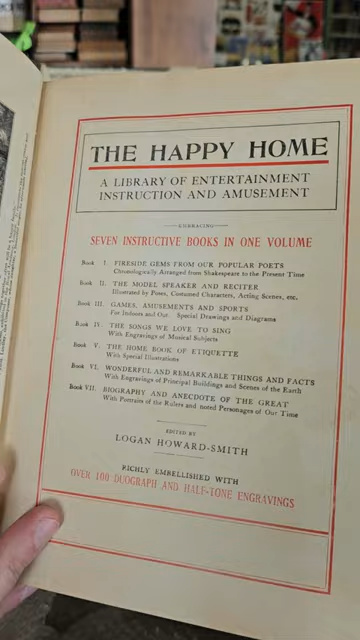 THE HAPPY HOME
A LIBRARY OF ENTERTAINMENT
INSTRUCTION AND AMUSEMENT
EMBRACING
SEVEN INSTRUCTIVE BOOKS IN ONE VOLUME
Book I. FIRESIDE GEMS FROM OUR POPULAR POETS
Chronologically Arranged from Shakespeare to the Present Time
Book II. THE MODEL SPEAKER AND RECITER
Illustrated by Poses, Costumed Characters, Acting Scenes, etc.
Book III. GAMES, AMUSEMENTS AND SPORTS
For Indoors and Out. Special Drawings and Diagrams
Book IV. THE SONGS WE LOVE TO SING
With Engravings of Musical Subjects
Book V. THE HOME BOOK OF ETIQUETTE
With Special Illustrations
Book VI. WONDERFUL AND REMARKABLE THINGS AND FACTS
With Engravings of Principal Buildings and Scenes of the Earth
Book VII. BIOGRAPHY AND ANECDOTE OF THE GREAT
With Portraits of the Rulers and noted Personages of Our Time
EDITED BY
LOGAN HOWARD-SMITH
RICHLY EMBELLISHED WITH
OVER 100 DUOGRAPH AND HALF-TONE ENGRAVINGS